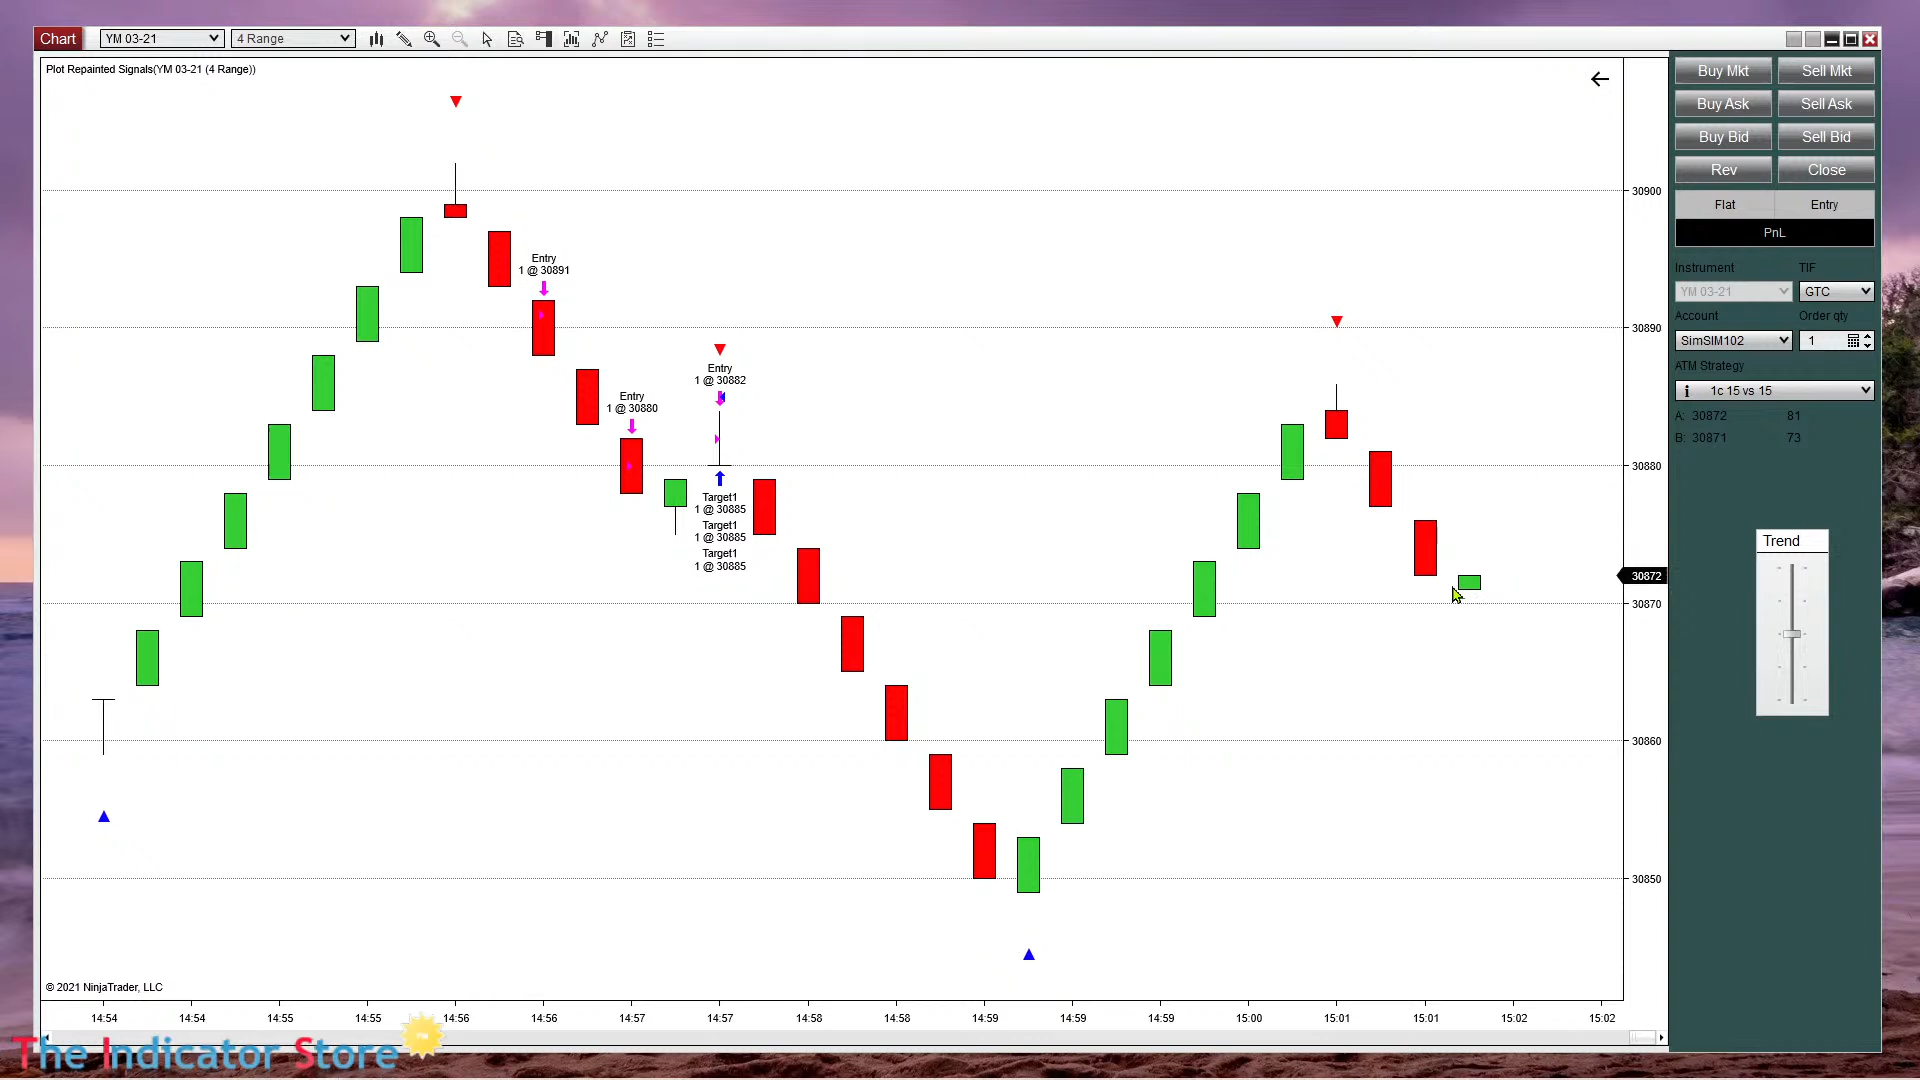 Chart
YM 03-21
4 Range
Plot Repainted Signals(YM 03-21 (4 Range))
Entry
1 @ 30891
Entry
1 @ 30880
Entry
1 @ 30882
Target1
1 @ 30885
Target1
1 @ 30885
Target1
1 @ 30885
30900
30890
30880
30872
30870
30860
30850
© 2021 NinjaTrader, LLC
14:54
14:54
14:55
14:55
14:56
14:56
14:57
14:57
14:58
14:58
14:59
14:59
14:59
15:00
15:01
15:01
15:02
15:02
Buy Mkt
Sell Mkt
Buy Ask
Sell Ask
Buy Bid
Sell Bid
Rev
Close
Flat
Entry
PnL
Instrument
TIF
YM 03-21
GTC
Account
Order qty
SimSIM102
1
ATM Strategy
1c 15 vs 15
A: 30872 81
B: 30871 73
Trend
The Indicator Store